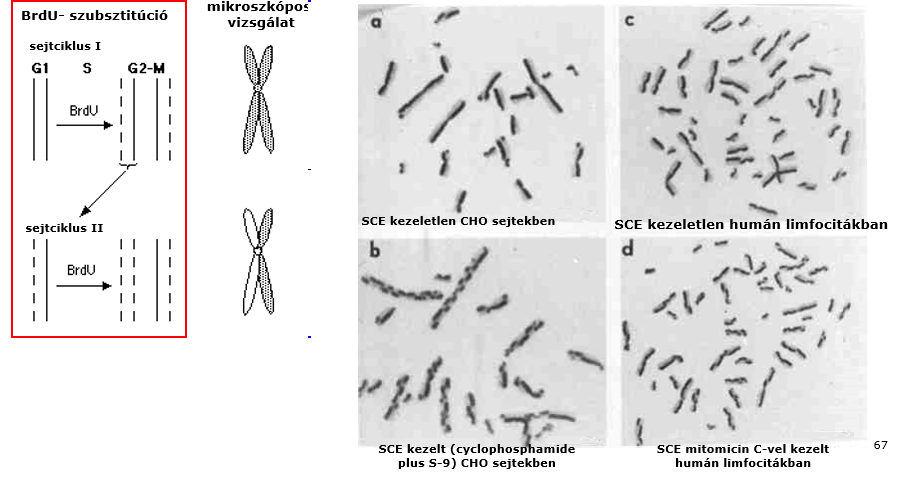 BrdU- szubsztitúció
sejtciklus I
G1 S G2-M
BrdU
sejtciklus II
BrdU
mikroszkópos
vizsgálat
a
SCE kezeletlen CHO sejtekben
c
SCE kezeletlen humán limfocitákban
b
SCE kezelt (cyclophosphamide
plus S-9) CHO sejtekben
d
SCE mitomicin C-vel kezelt
humán limfocitákban
67